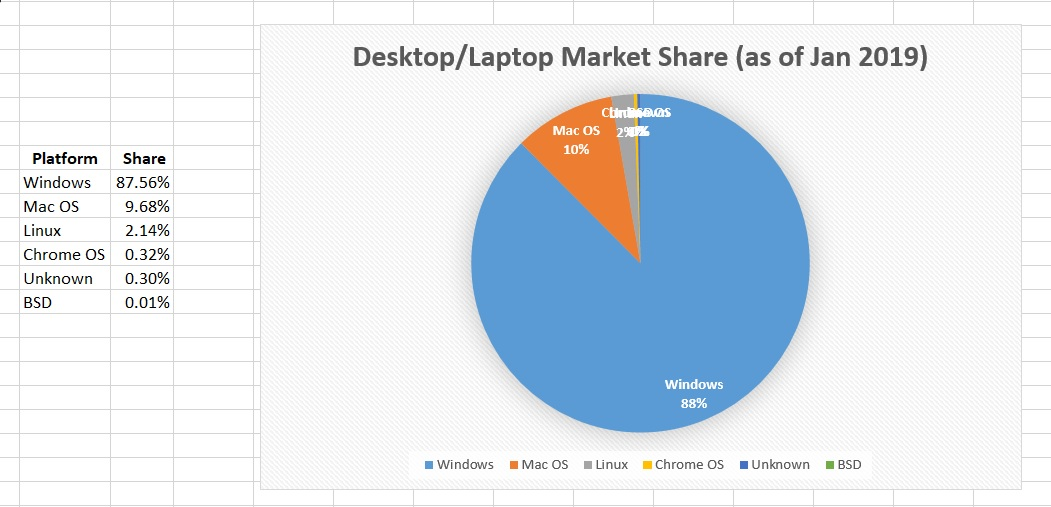 Desktop/Laptop Market Share (as of Jan 2019)
Platform Share
Windows 87.56%
Mac OS 9.68%
Linux 2.14%
Chrome OS 0.32%
Unknown 0.30%
BSD 0.01%
Mac OS
10%
2%
Windows
88%
Windows Mac OS Linux Chrome OS Unknown BSD